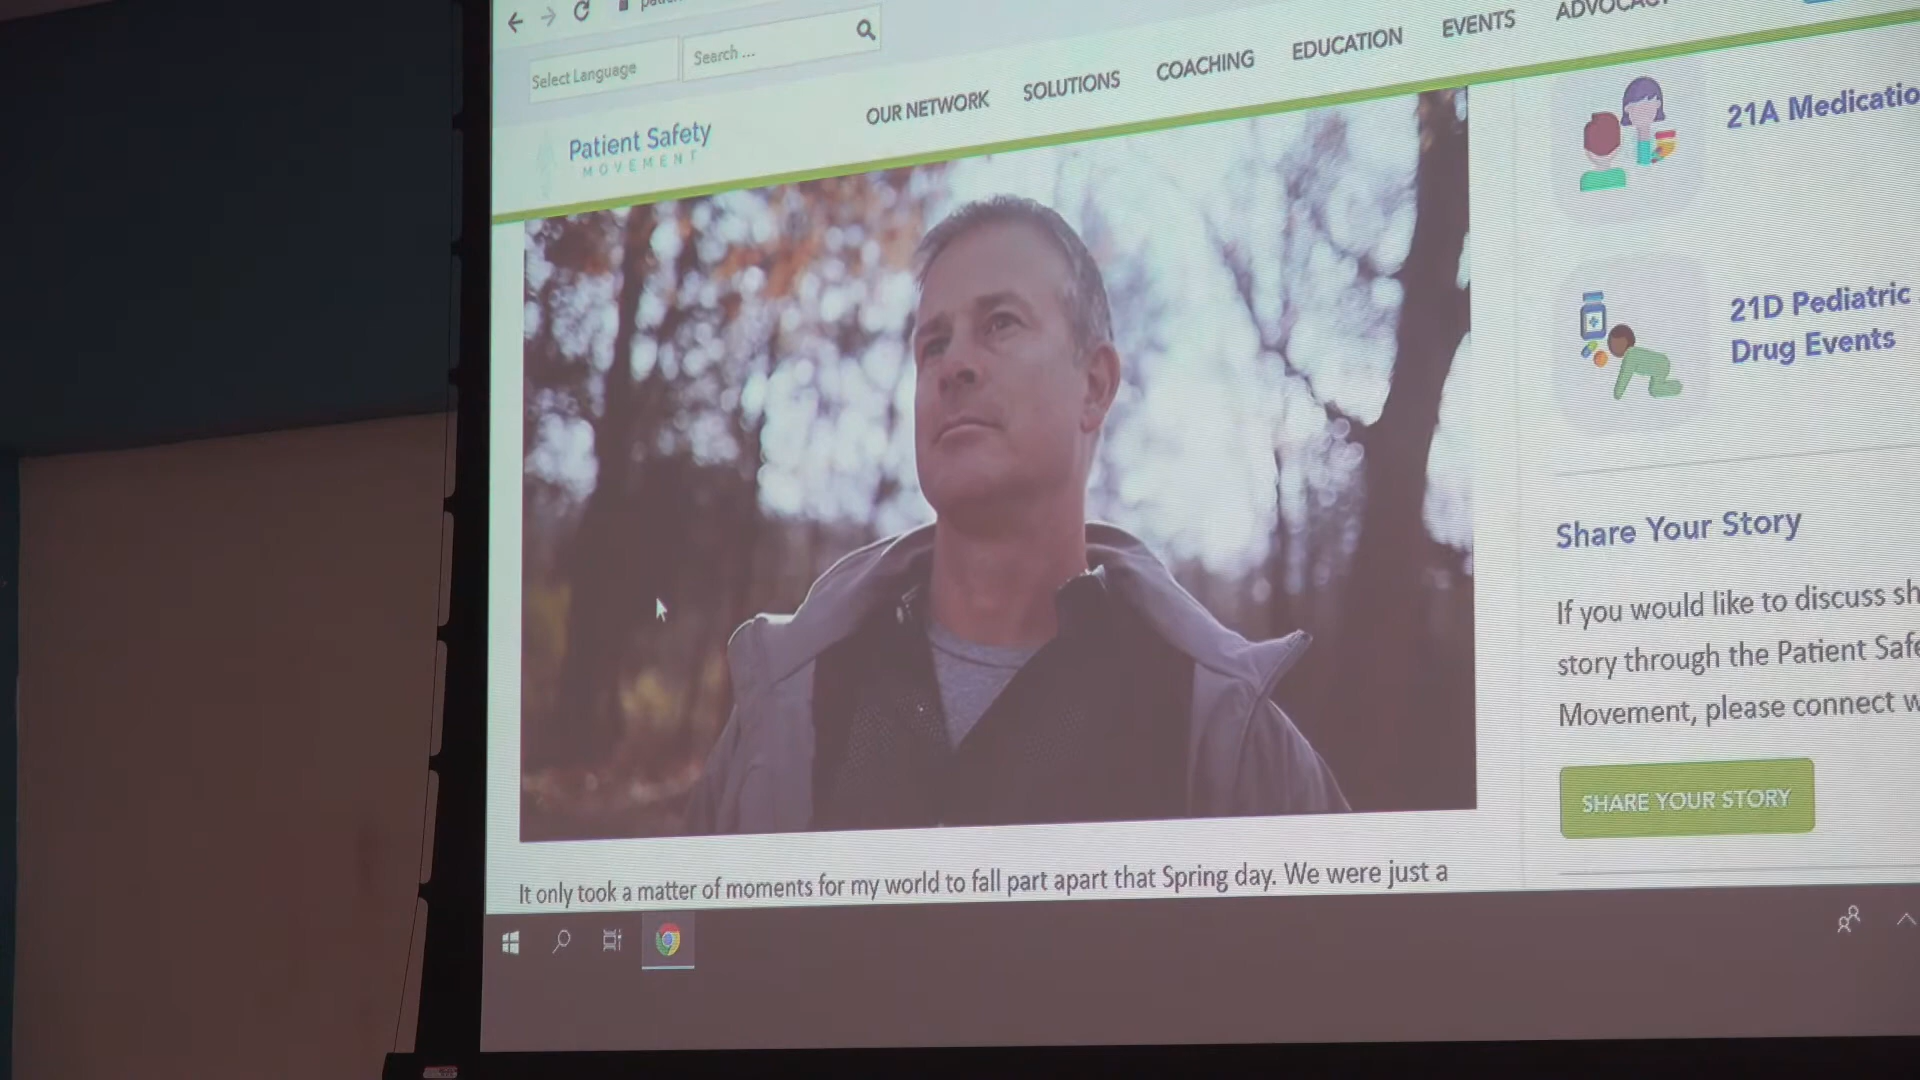 Select Language
Search ...
Patient Safety
MOVEMENT
OUR NETWORK
SOLUTIONS
COACHING
EDUCATION
EVENTS
21A Medicatio
21D Pediatric
Drug Events
Share Your Story
If you would like to discuss sh
story through the Patient Safe
Movement, please connect w
SHARE YOUR STORY
It only took a matter of moments for my world to fall part apart that Spring day. We were just a